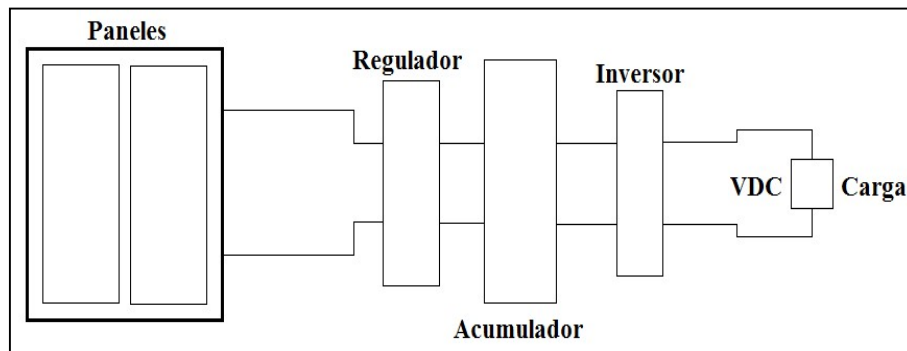 Paneles
Regulador
Inversor
VDC
Carga
Acumulador